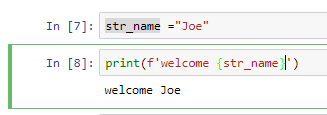 In [7]: str_name ="Joe"
In [8]: print(f'welcome {str_name}')
welcome Joe